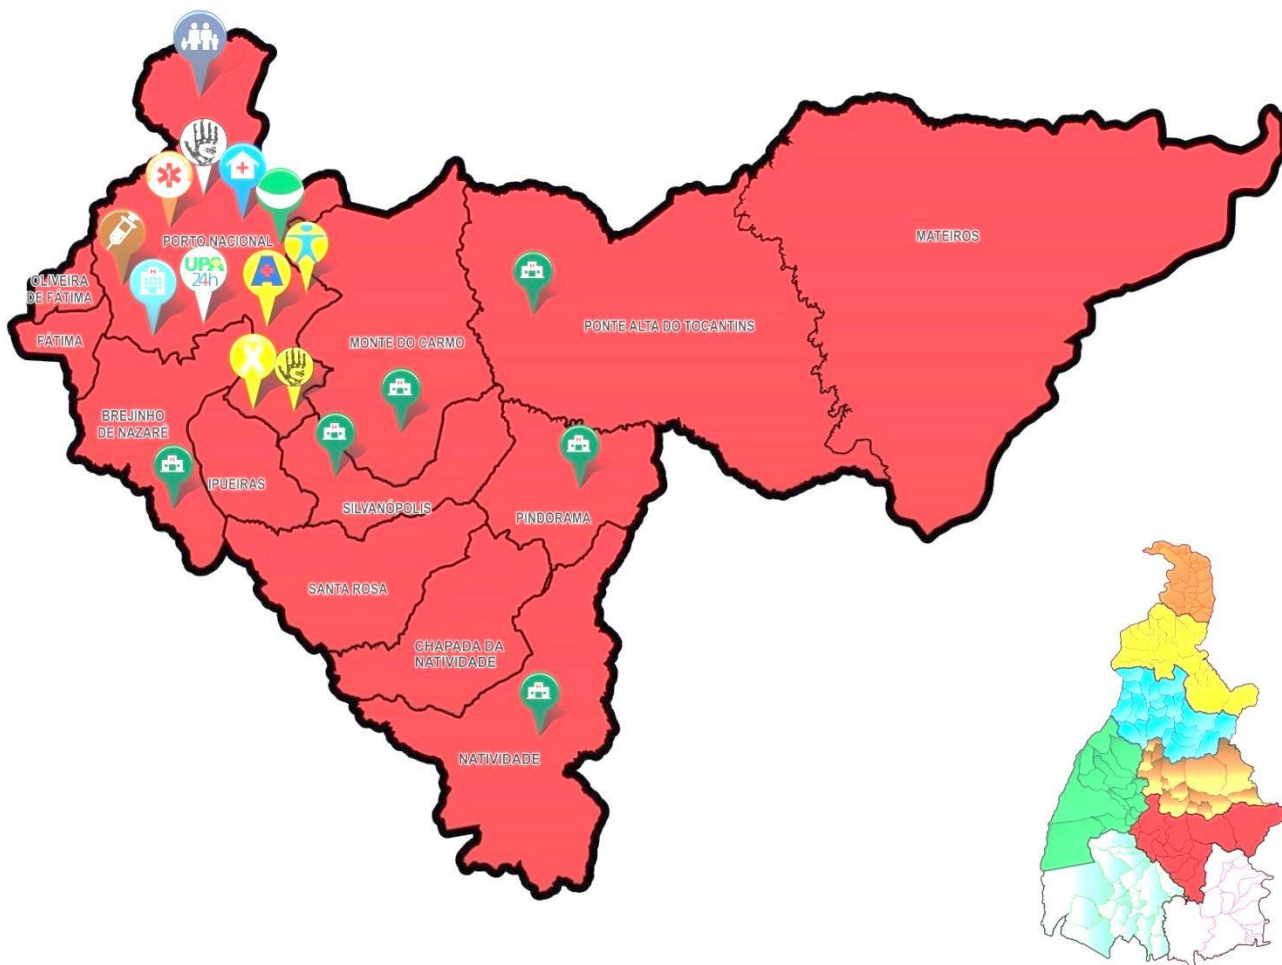 PORTO NACIONAL
MATEIROS
OLIVEIRA
DE FÁTIMA
UPA
24h
A
FÁTIMA
MONTE DO CARMO
PONTE ALTA DO TOCANTINS
BREJINHO
DE NAZARÉ
IPUEIRAS
SILVANÓPOLIS
PINDORAMA
SANTA ROSA
CHAPADA DA
NATIVIDADE
NATIVIDADE